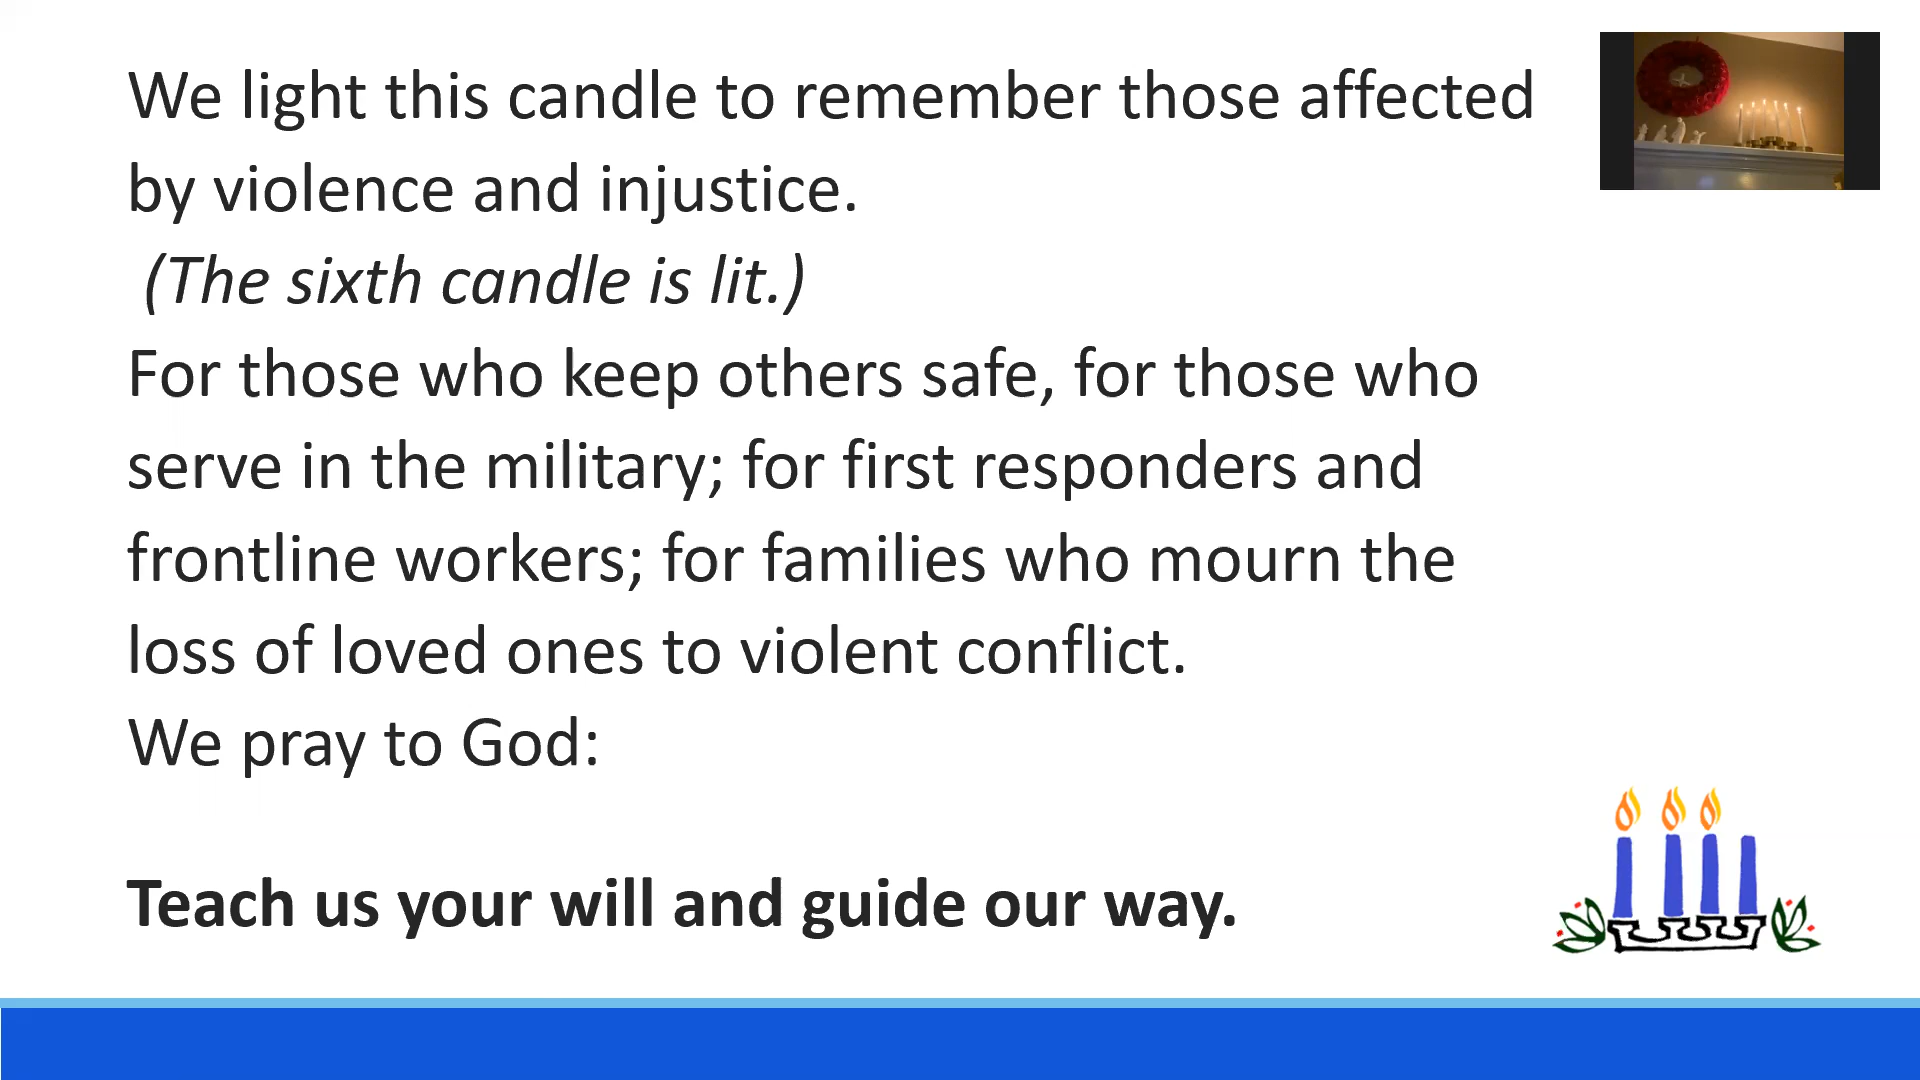 We light this candle to remember those affected
by violence and injustice.
(The sixth candle is lit.)
For those who keep others safe, for those who
serve in the military; for first responders and
frontline workers; for families who mourn the
loss of loved ones to violent conflict.
We pray to God:
Teach us your will and guide our way.